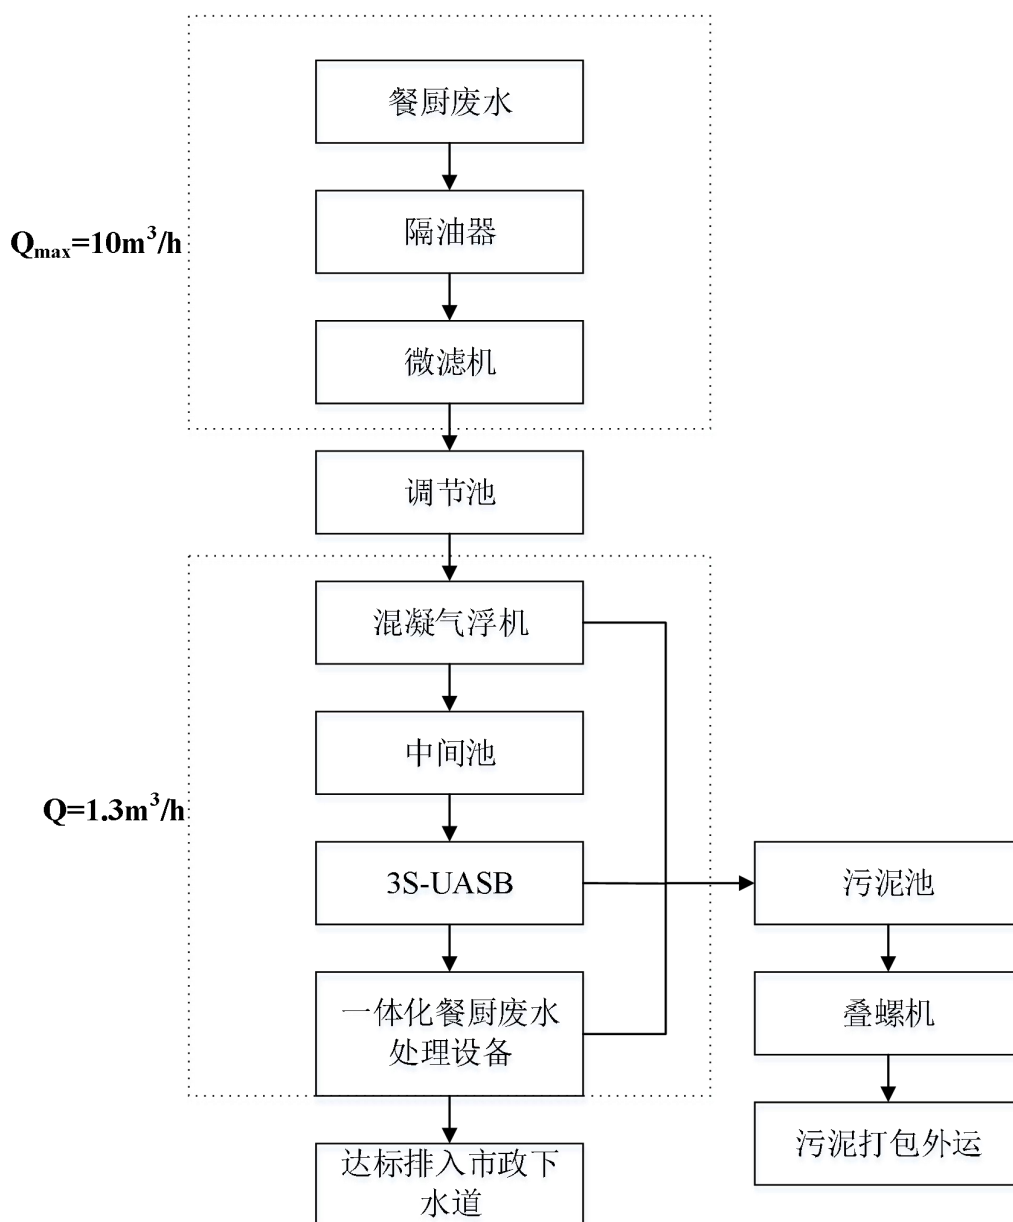 餐厨废水
隔油器
Qmax=10m³/h
微滤机
调节池
混凝气浮机
中间池
Q=1.3m³/h
3S-UASB
污泥池
一体化餐厨废水
处理设备
叠螺机
污泥打包外运
达标排入市政下
水道